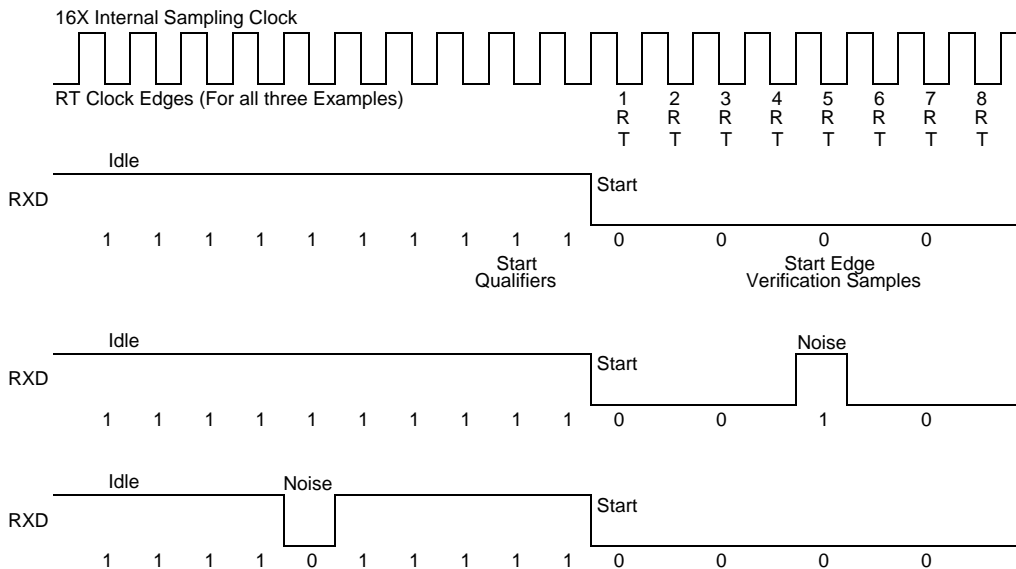 16X Internal Sampling Clock
RT Clock Edges (For all three Examples)
1 2 3 4 5 6 7 8
R R R R R R R R
T T T T T T T T
Idle
Start
RXD
1 1 1 1 1 1 1 1 1 1 0 0 0 0
Start Qualifiers
Start Edge
Verification Samples
Idle
Noise
Start
RXD
1 1 1 1 1 1 1 1 1 1 0 0 1 0
Idle
Noise
Start
RXD
1 1 1 1 0 1 1 1 1 1 0 0 0 0